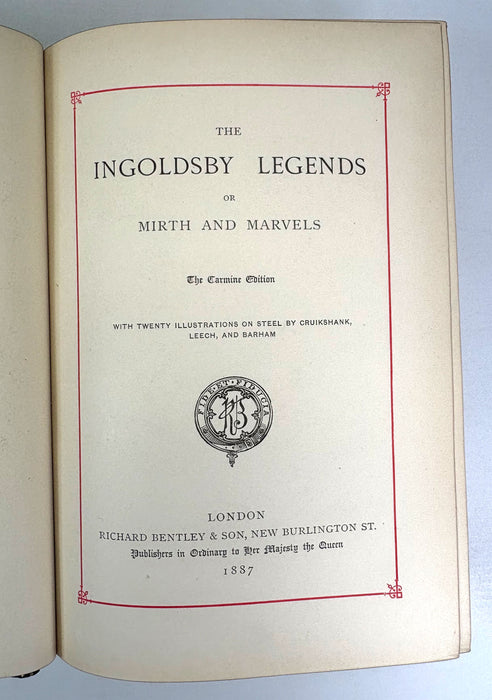 THE
INGOLDSBY LEGENDS
OR
MIRTH AND MARVELS
The Carmine Edition
WITH TWENTY ILLUSTRATIONS ON STEEL BY CRUIKSHANK,
LEECH, AND BARHAM
FIDE·ET·FIDUCIA
RB
LONDON
RICHARD BENTLEY & SON, NEW BURLINGTON ST.
Publishers in Ordinary to Her Majesty the Queen
1887